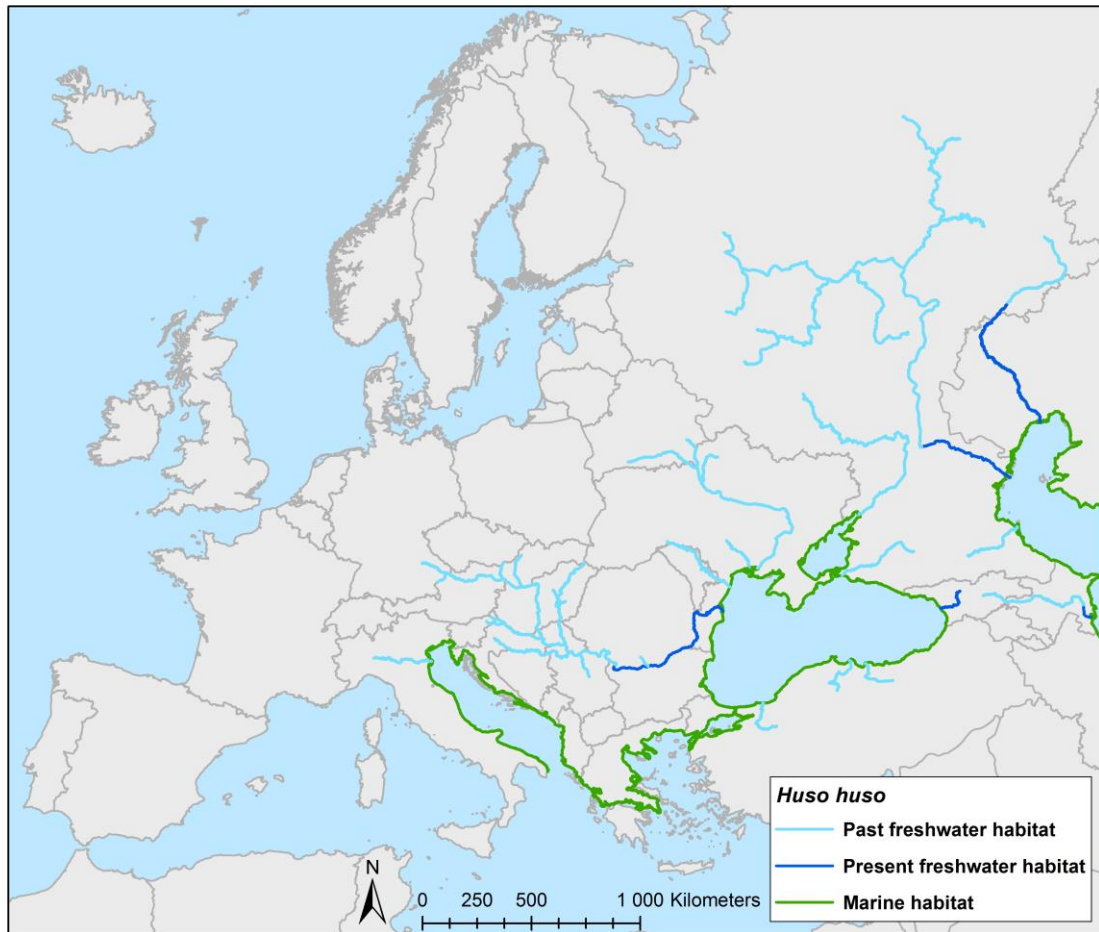 Huso huso
Past freshwater habitat
Present freshwater habitat
Marine habitat
N
0 250 500 1 000 Kilometers